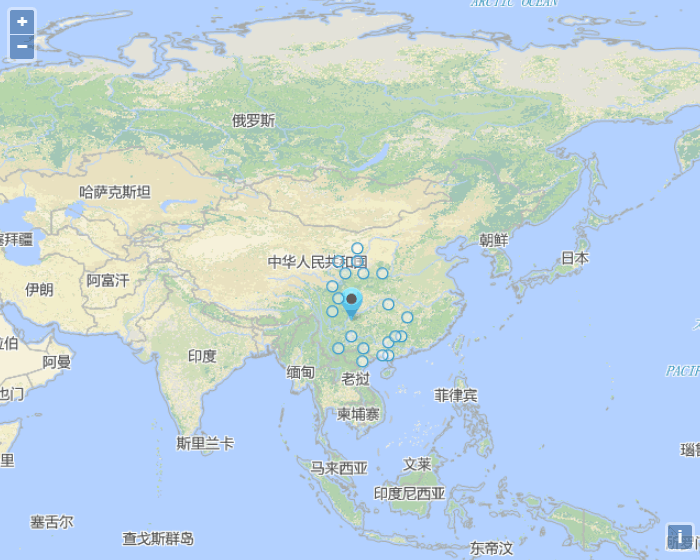 +
ARCTIC OCEAN
−
俄罗斯
哈萨克斯坦
塞拜疆
朝鲜
中华人民共和国
日本
阿富汗
伊朗
阿曼
印度
缅甸
老挝
PACIF
也门
菲律宾
柬埔寨
斯里兰卡
里
马来西亚
文莱
印度尼西亚
塞舌尔
查戈斯群岛
东帝汶
i